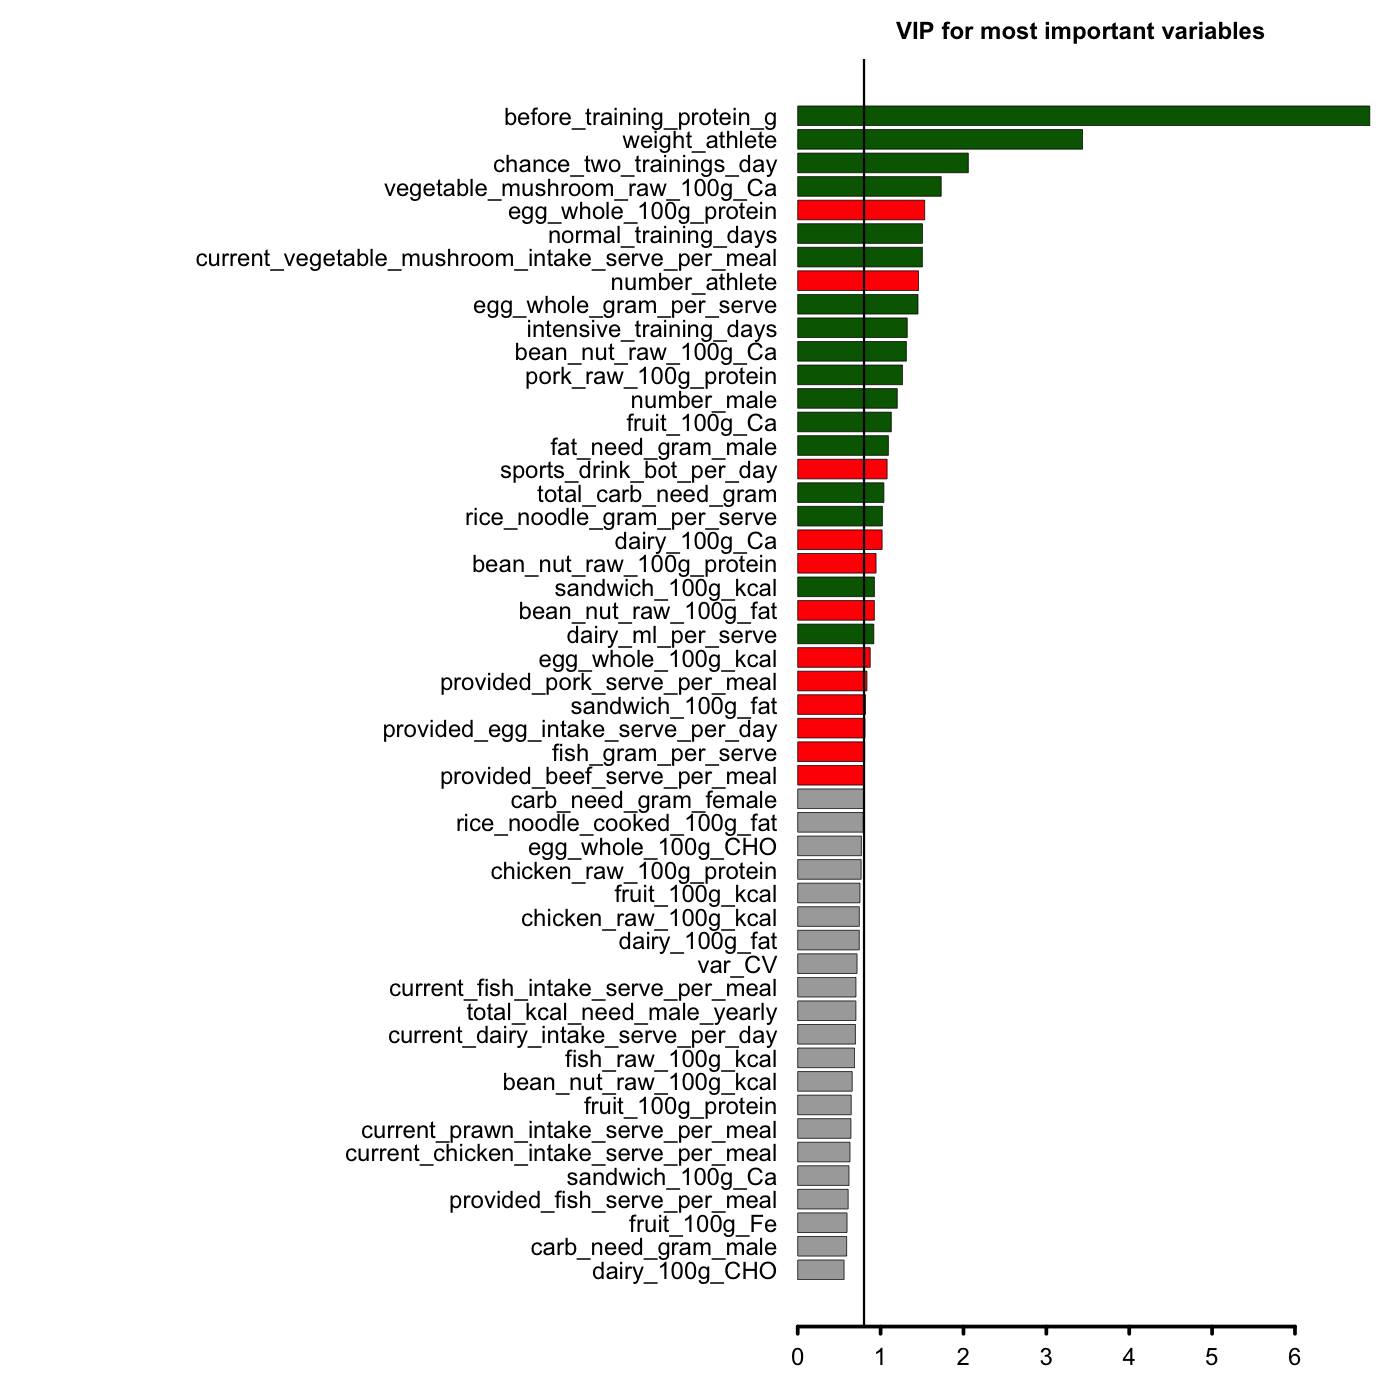 VIP for most important variables
before_training_protein_g
weight_athlete
chance_two_trainings_day
vegetable_mushroom_raw_100g_Ca
egg_whole_100g_protein
normal_training_days
current_vegetable_mushroom_intake_serve_per_meal
number_athlete
egg_whole_gram_per_serve
intensive_training_days
bean_nut_raw_100g_Ca
pork_raw_100g_protein
number_male
fruit_100g_Ca
fat_need_gram_male
sports_drink_bot_per_day
total_carb_need_gram
rice_noodle_gram_per_serve
dairy_100g_Ca
bean_nut_raw_100g_protein
sandwich_100g_kcal
bean_nut_raw_100g_fat
dairy_ml_per_serve
egg_whole_100g_kcal
provided_pork_serve_per_meal
sandwich_100g_fat
provided_egg_intake_serve_per_day
fish_gram_per_serve
provided_beef_serve_per_meal
carb_need_gram_female
rice_noodle_cooked_100g_fat
egg_whole_100g_CHO
chicken_raw_100g_protein
fruit_100g_kcal
chicken_raw_100g_kcal
dairy_100g_fat
var_CV
current_fish_intake_serve_per_meal
total_kcal_need_male_yearly
current_dairy_intake_serve_per_day
fish_raw_100g_kcal
bean_nut_raw_100g_kcal
fruit_100g_protein
current_prawn_intake_serve_per_meal
current_chicken_intake_serve_per_meal
sandwich_100g_Ca
provided_fish_serve_per_meal
fruit_100g_Fe
carb_need_gram_male
dairy_100g_CHO
0 1 2 3 4 5 6